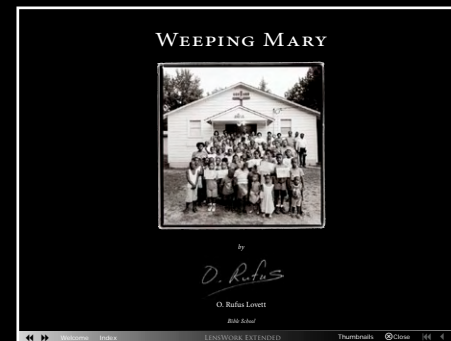 WEEPING MARY
by
O. Rufus
O. Rufus Lovett
Bible School
Welcome Index LENSWORK EXTENDED Thumbnails Close